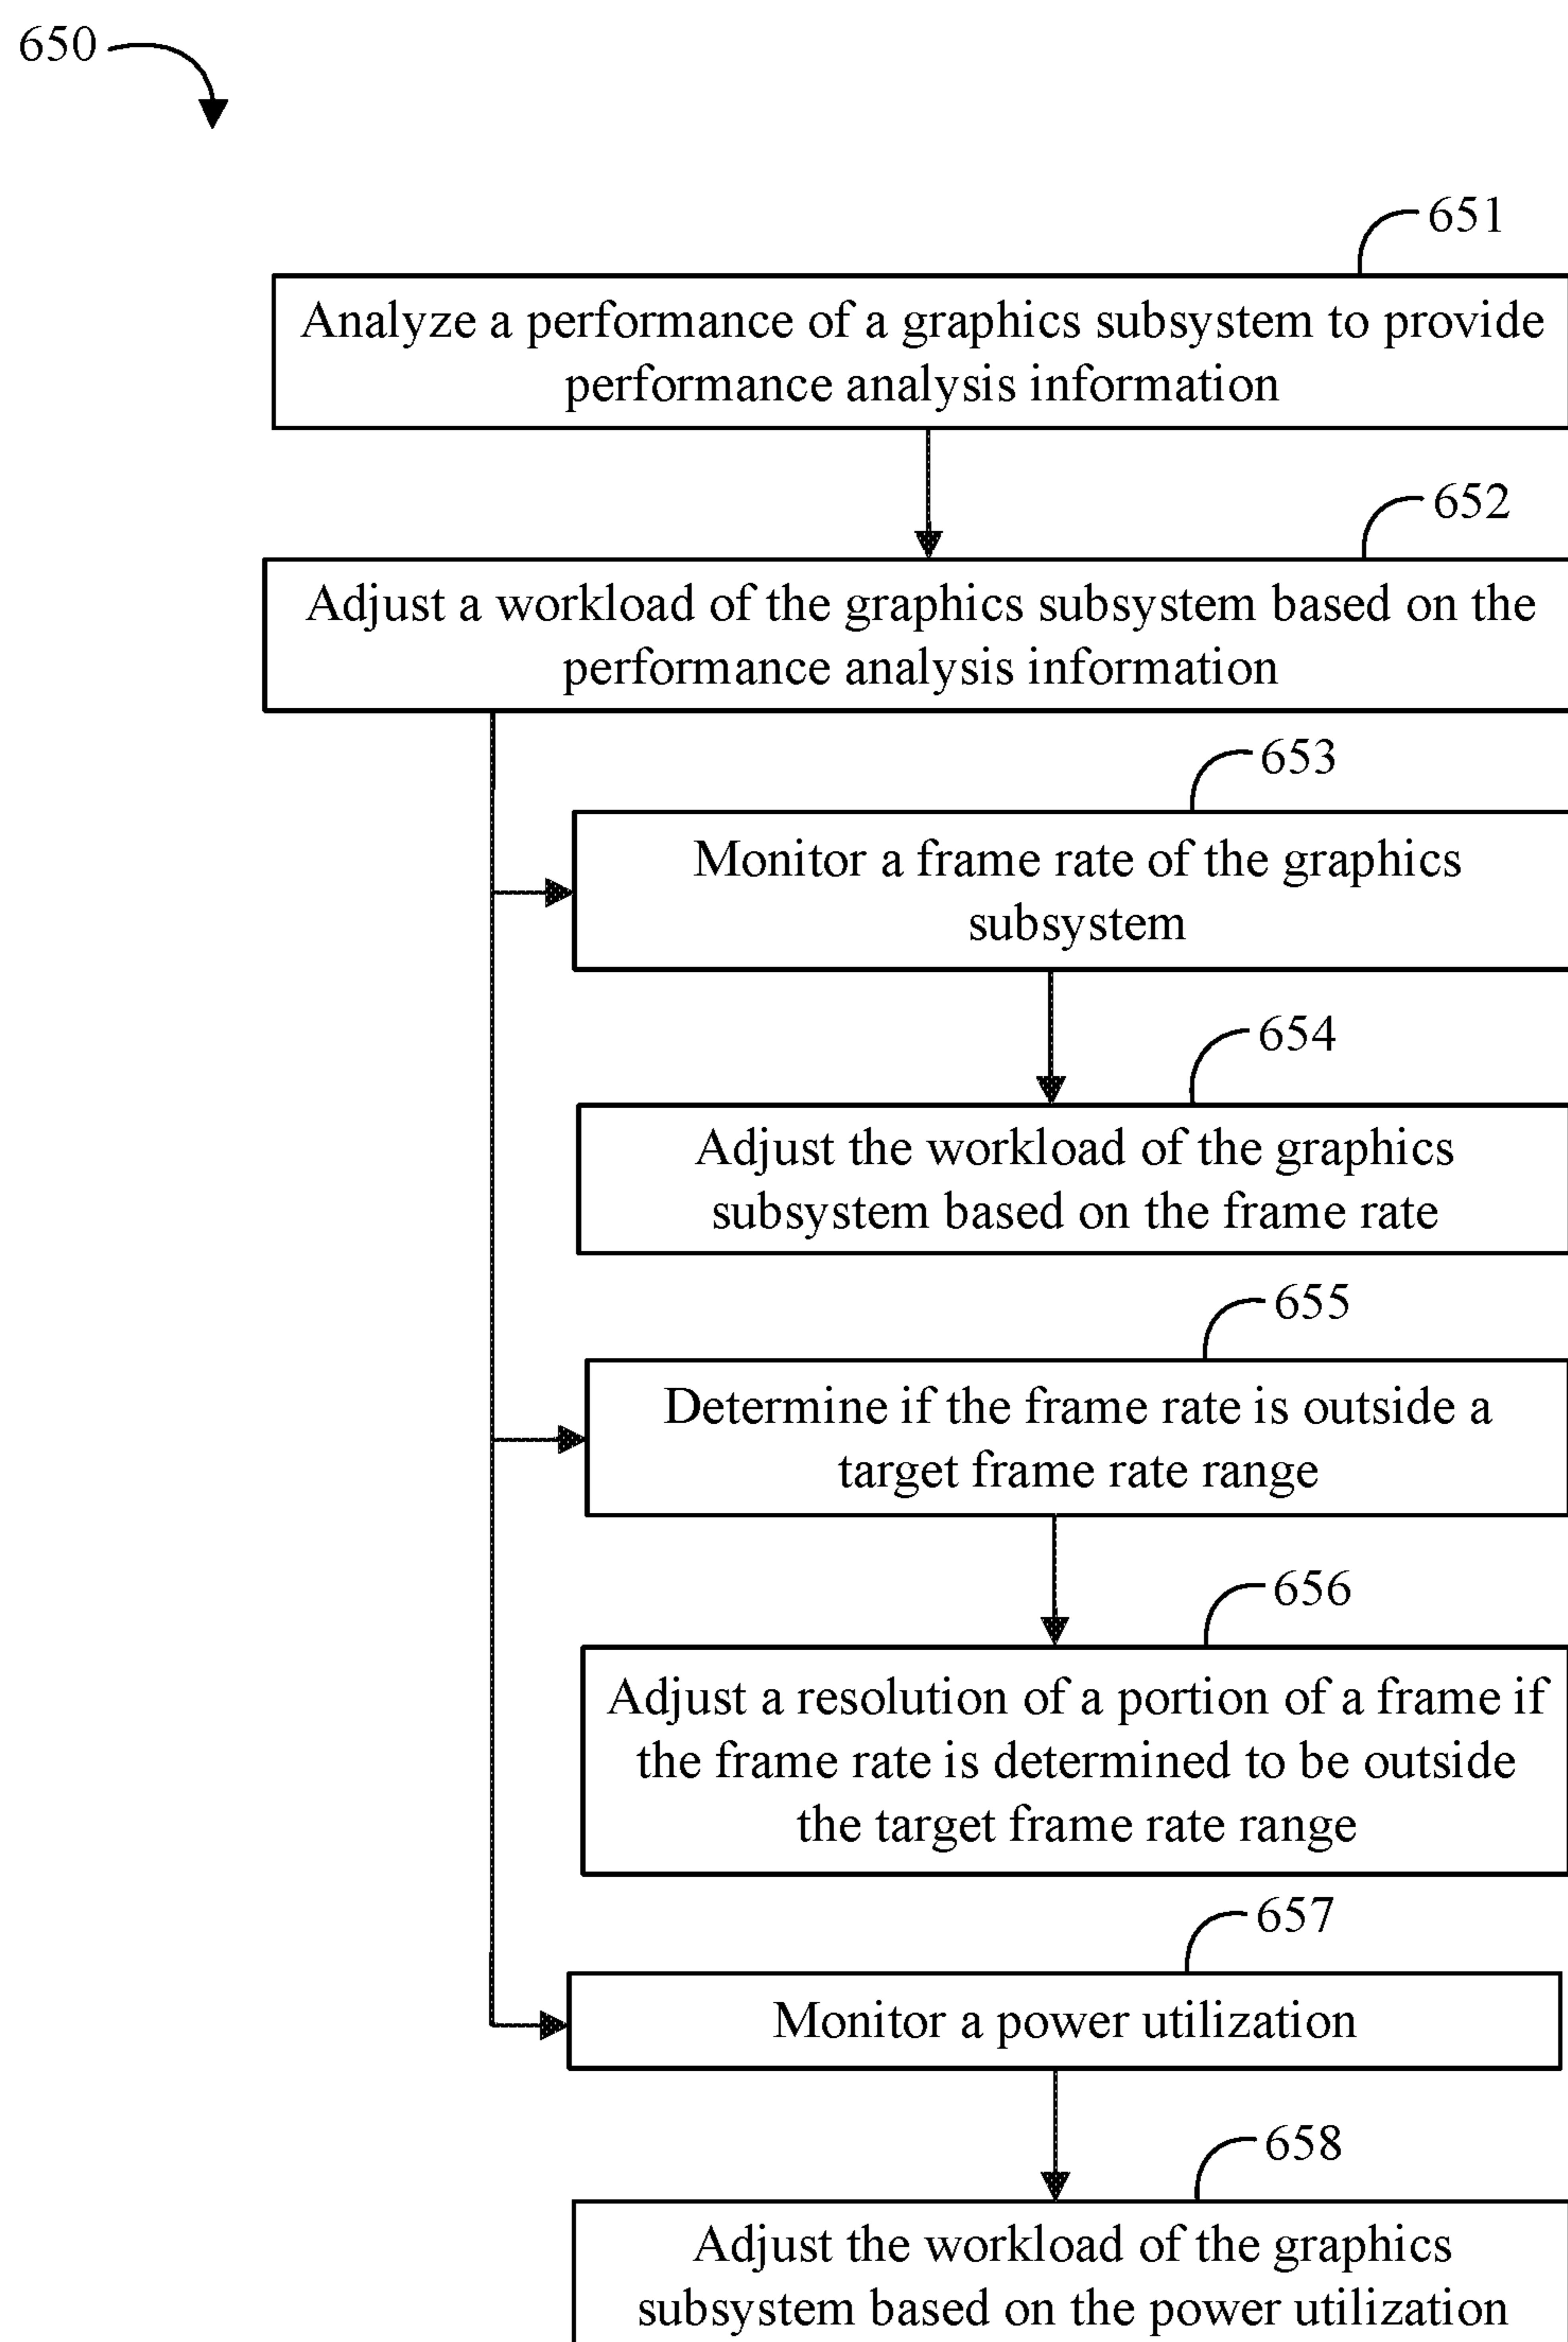 650
651
Analyze a performance of a graphics subsystem to provide
performance analysis information
652
Adjust a workload of the graphics subsystem based on the
performance analysis information
653
Monitor a frame rate of the graphics
subsystem
654
Adjust the workload of the graphics
subsystem based on the frame rate
655
Determine if the frame rate is outside a
target frame rate range
656
Adjust a resolution of a portion of a frame if
the frame rate is determined to be outside
the target frame rate range
657
Monitor a power utilization
658
Adjust the workload of the graphics
subsystem based on the power utilization